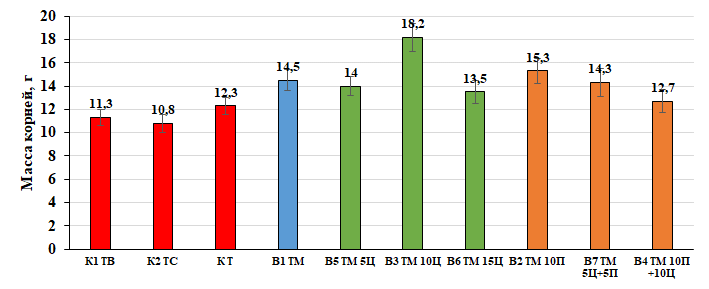 Масса корней, г
20
18
16
14
12
10
8
6
4
2
0
11,3
10,8
12,3
14,5
14
18,2
13,5
15,3
14,3
12,7
К1 ТВ
К2 ТС
КТ
В1 ТМ
В5 ТМ 5Ц
В3 ТМ 10Ц
В6 ТМ 15Ц
В2 ТМ 10П
В7 ТМ
5Ц+5П
В4 ТМ 10П
+10Ц